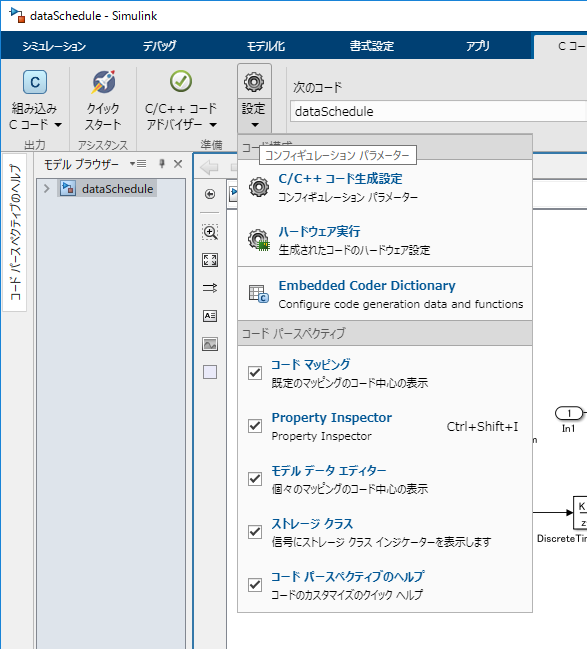 dataSchedule - Simulink
シミュレーション
デバッグ
モデル化
書式設定
アプリ
C コー
組み込み
C コード
クイック
スタート
C/C++ コード
アドバイザー
設定
次のコード
dataSchedule
出力
アシスタンス
準備
コンフィギュレーション パラメーター
コード パースペクティブのヘルプ
モデル ブラウザー
dataSchedule
C/C++ コード生成設定
コンフィギュレーション パラメーター
ハードウェア実行
生成されたコードのハードウェア設定
Embedded Coder Dictionary
Configure code generation data and functions
コード パースペクティブ
コード マッピング
既定のマッピングのコード中心の表示
Property Inspector
Ctrl+Shift+I
Property Inspector
モデル データ エディター
個々のマッピングのコード中心の表示
ストレージ クラス
信号にストレージ クラス インジケーターを表示します
コード パースペクティブのヘルプ
コードのカスタマイズのクイック ヘルプ
1
In1
K
z
DiscreteTim